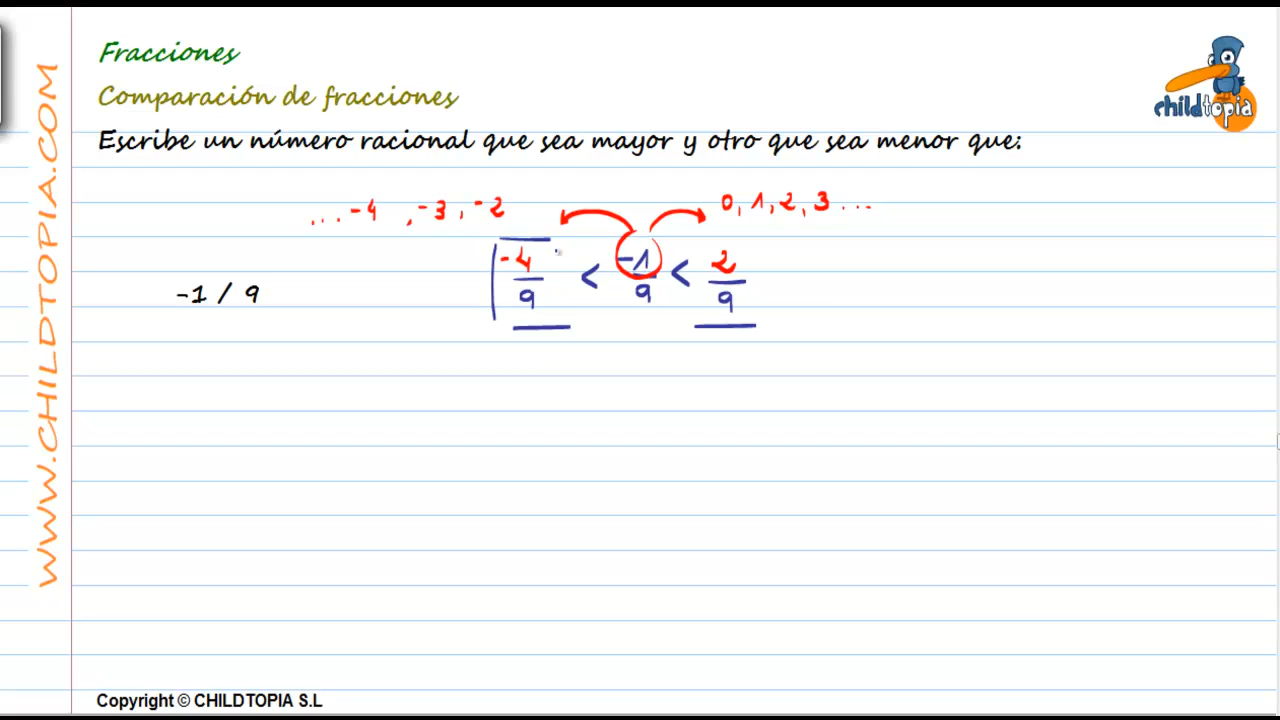 Fracciones
Comparación de fracciones
childtopia
Escribe un número racional que sea mayor y otro que sea menor que:
... -4 , -3, -2 0, 1, 2, 3 ...
-4 < -1 < 2
9 9 9
-1 / 9
WWW.CHILDTOPIA.COM
Copyright © CHILDTOPIA S.L